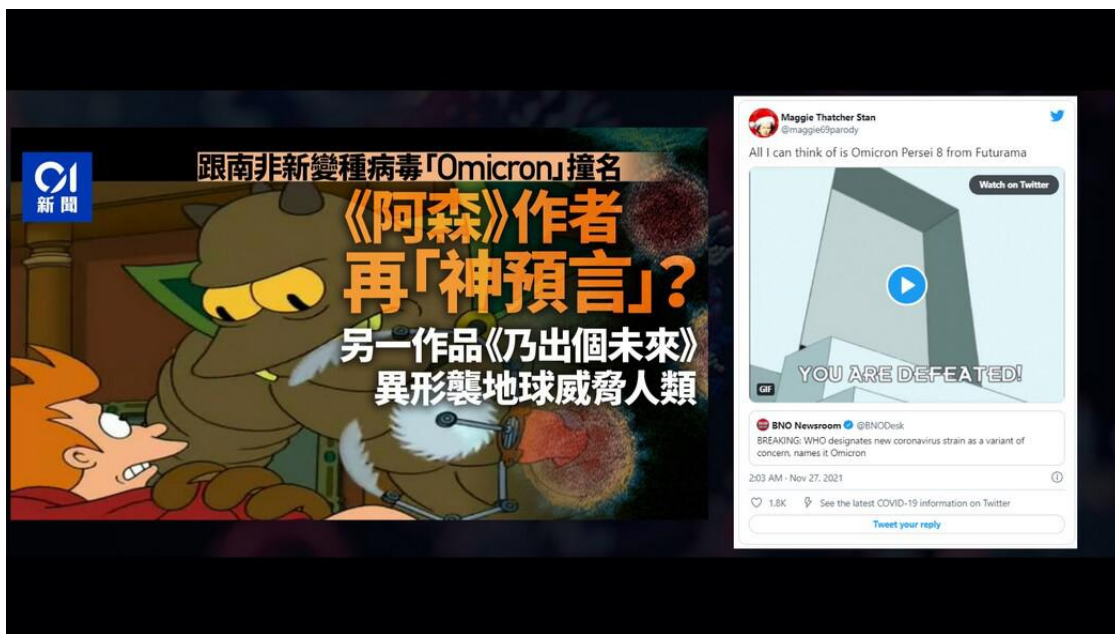 01
新聞
跟南非新變種病毒「Omicron」撞名
《阿森》作者
再「神預言」？
另一作品《乃出個未來》
異形襲地球威脅人類
Maggie Thatcher Stan
@maggie69parody
All I can think of is Omicron Persei 8 from Futurama
Watch on Twitter
YOU ARE DEFEATED!
GIF
BNO Newsroom @BNODesk
BREAKING: WHO designates new coronavirus strain as a variant of
concern, names it Omicron
2:03 AM · Nov 27, 2021
1.8K See the latest COVID-19 information on Twitter
Tweet your reply